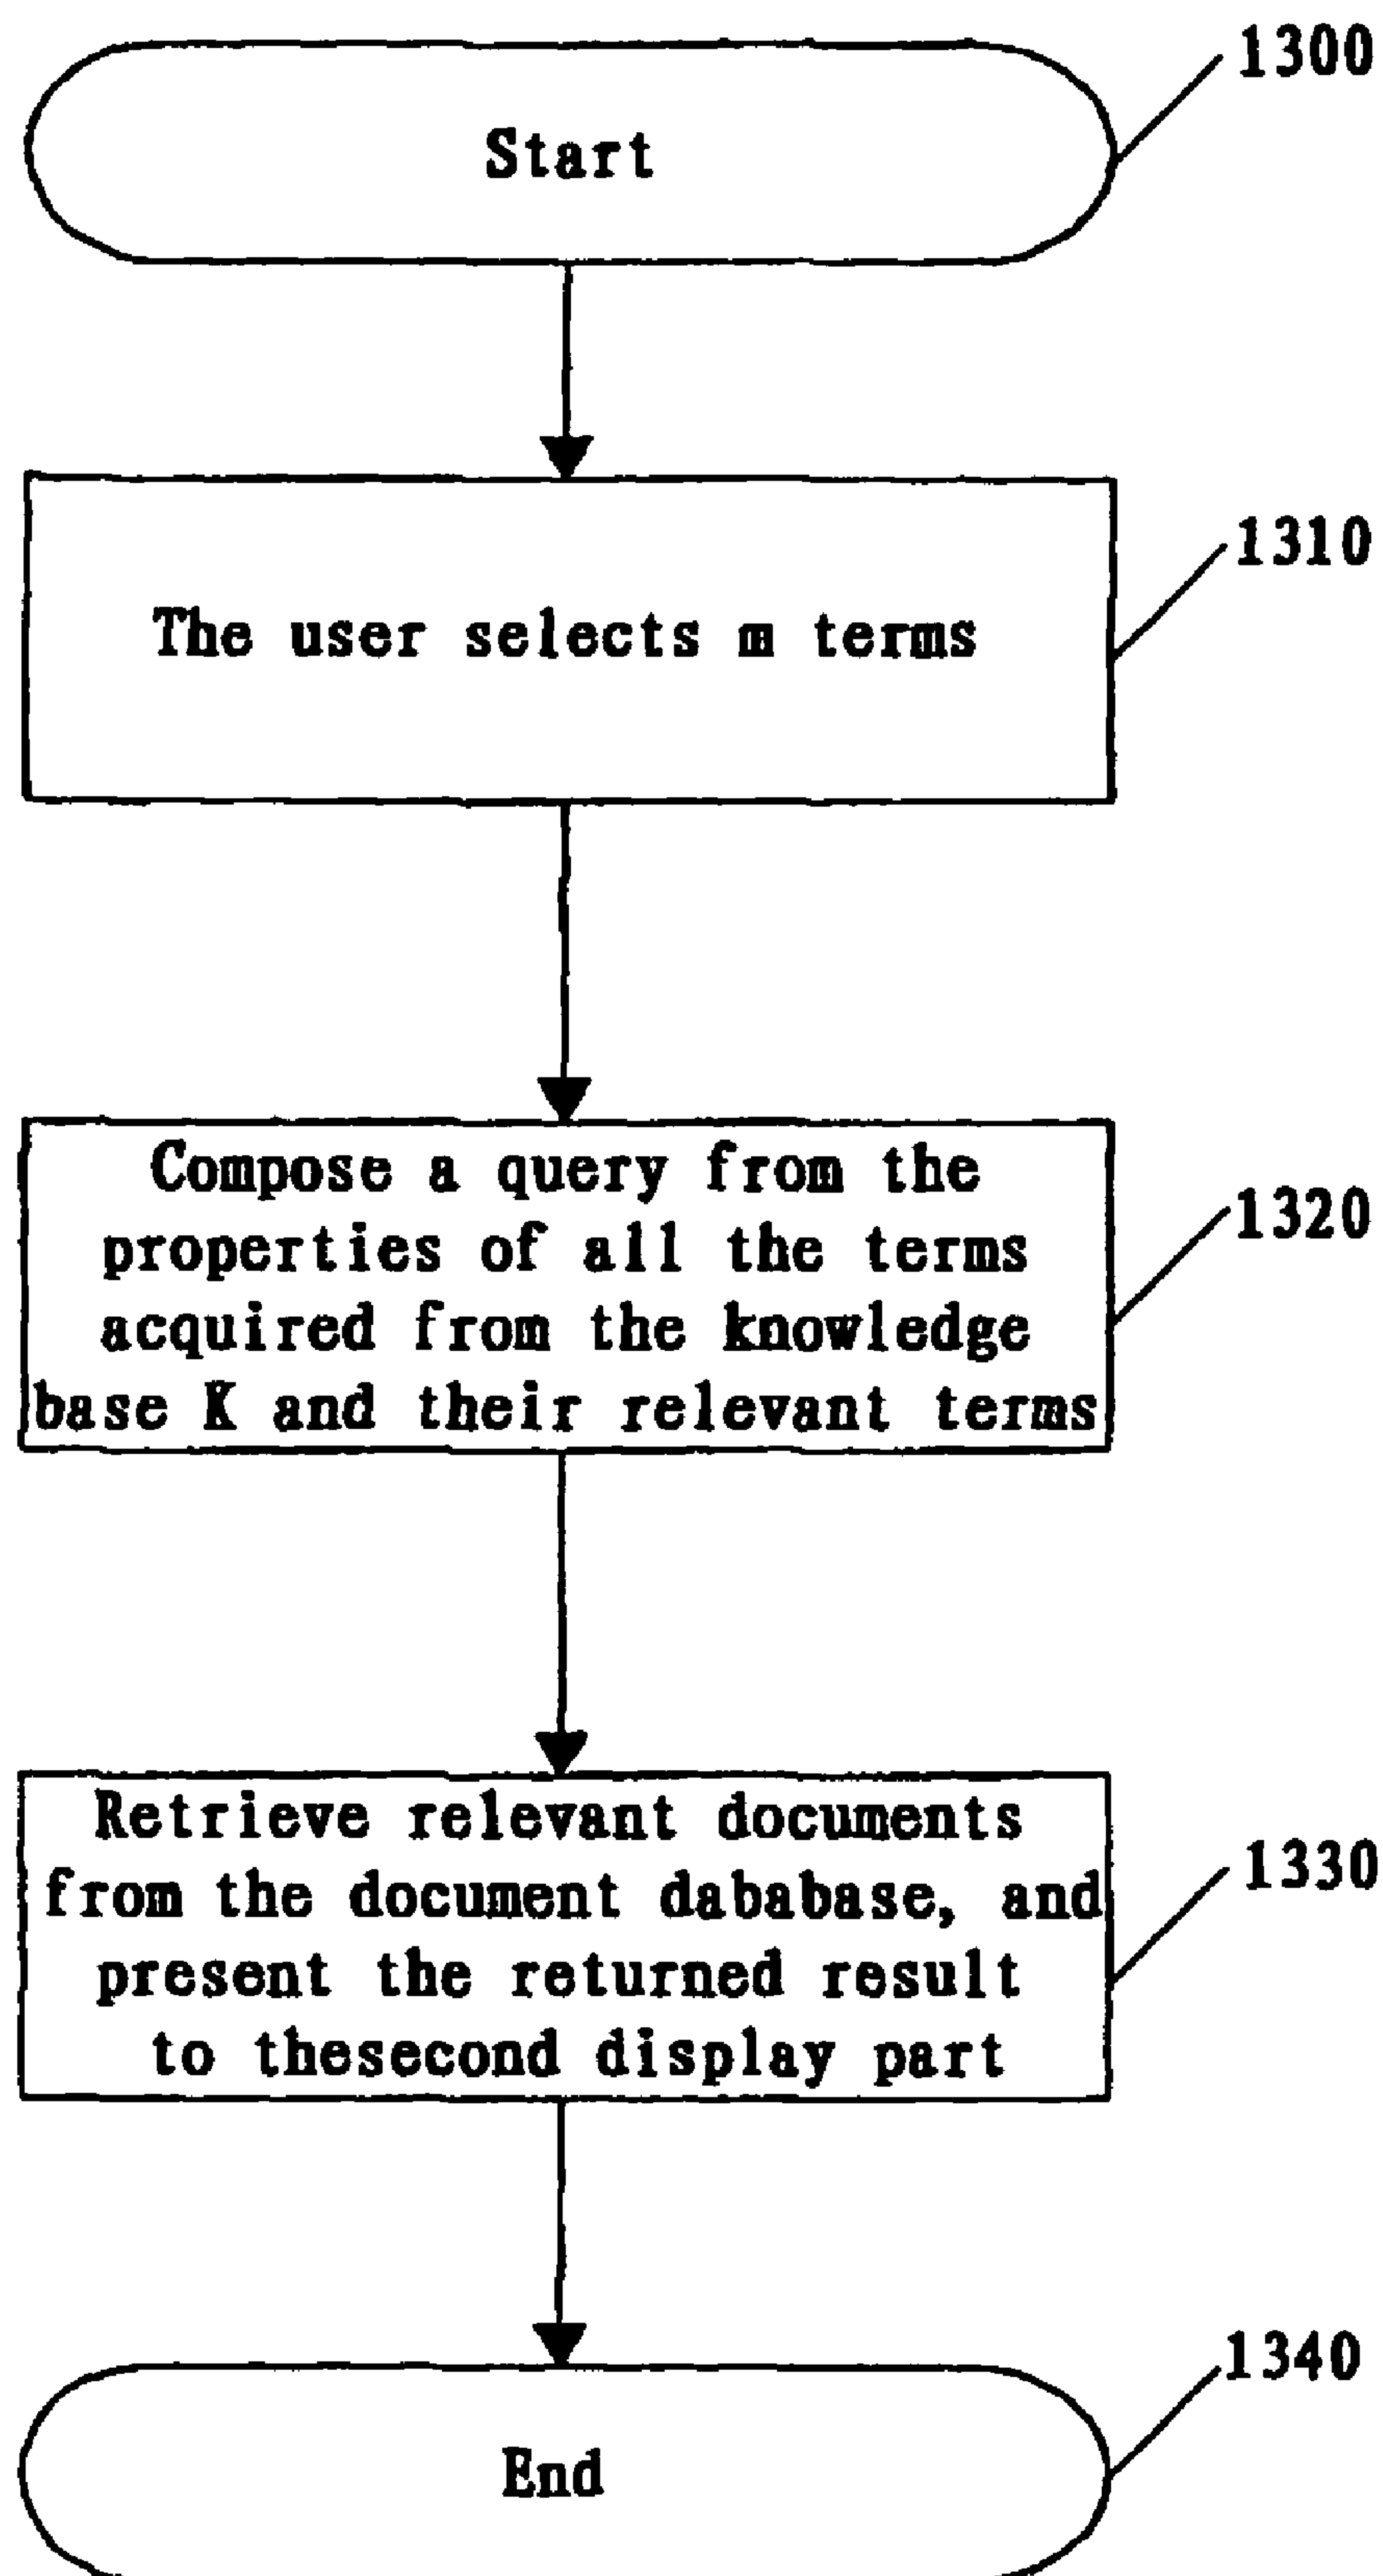 1300
Start
1310
The user selects m terms
Compose a query from the
properties of all the terms
1320
acquired from the knowledge
base K and their relevant terms
Retrieve relevant documents
1330
from the document dababase, and
present the returned result
to thesecond display part
1340
End